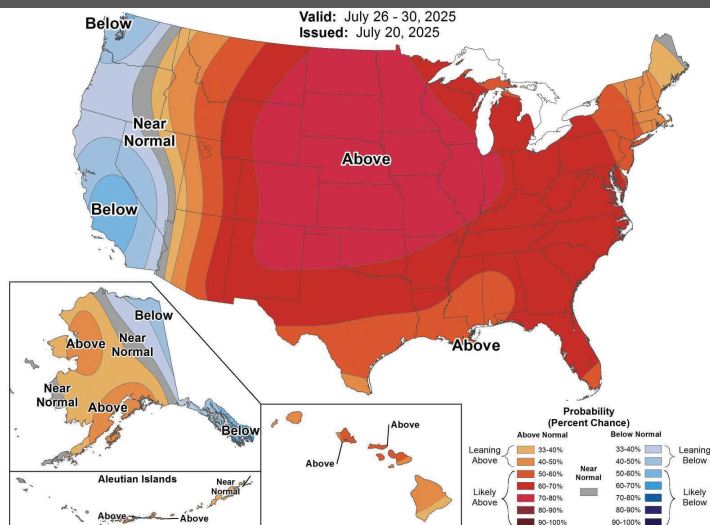 Valid: July 26 - 30, 2025
Issued: July 20, 2025
Below
Near
Normal
Above
Below
Above
Below
Above
Near
Normal
Near
Normal
Above
Below
Aleutian Islands
Near
Normal
Above
Above
Above
Above
Probability
(Percent Chance)
Above Normal
Below Normal
Leaning
Above
33-40%
40-50%
Likely
Above
50-60%
60-70%
70-80%
80-90%
90-100%
Near
Normal
33-40%
40-50%
Leaning
Below
50-60%
60-70%
70-80%
80-90%
90-100%
Likely
Below